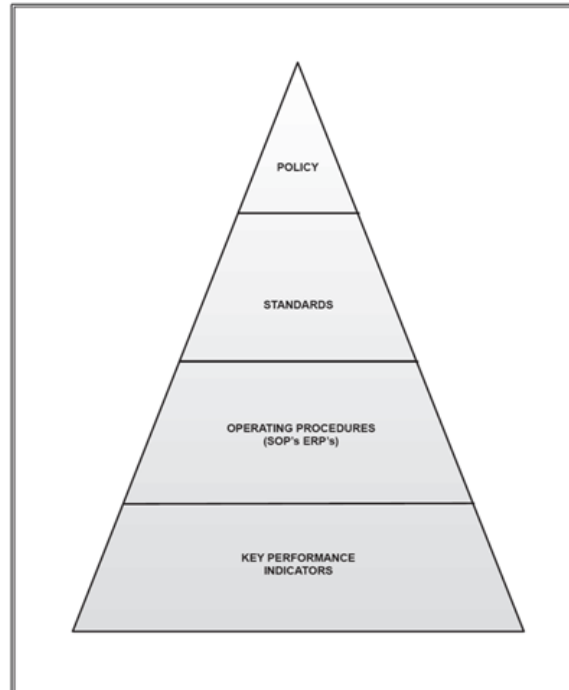 POLICY
STANDARDS
OPERATING PROCEDURES
(SOP's ERP's)
KEY PERFORMANCE
INDICATORS